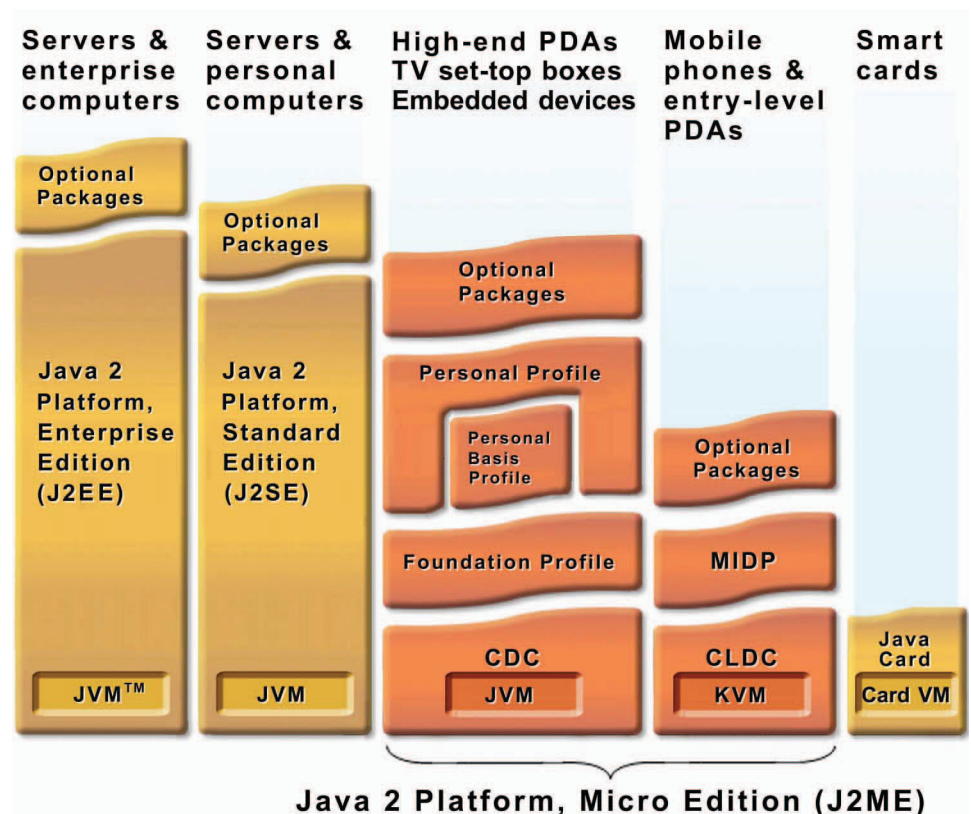 Servers &
enterprise
computers
Servers &
personal
computers
High-end PDAs
TV set-top boxes
Embedded devices
Mobile
phones &
entry-level
PDAs
Smart
cards
Optional
Packages
Java 2
Platform,
Enterprise
Edition
(J2EE)
JVM™
Optional
Packages
Java 2
Platform,
Standard
Edition
(J2SE)
JVM
Optional
Packages
Personal Profile
Personal
Basis
Profile
Foundation Profile
CDC
JVM
Optional
Packages
MIDP
CLDC
KVM
Java
Card
Card VM
Java 2 Platform, Micro Edition (J2ME)